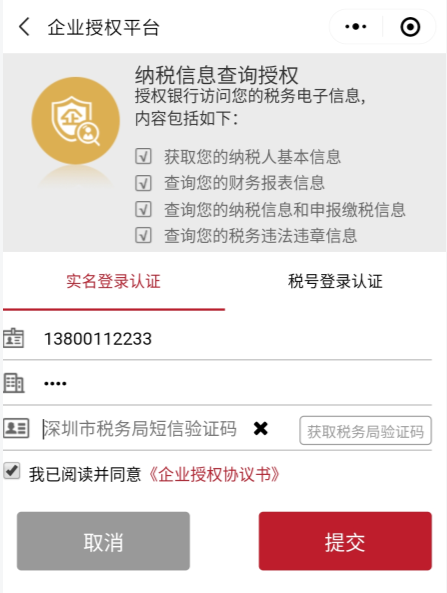 企业授权平台
纳税信息查询授权
授权银行访问您的税务电子信息,
内容包括如下:
获取您的纳税人基本信息
查询您的财务报表信息
查询您的纳税信息和申报缴税信息
查询您的税务违法违章信息
实名登录认证 税号登录认证
13800112233
••••
深圳市税务局短信验证码 获取税务局验证码
我已阅读并同意《企业授权协议书》
取消 提交